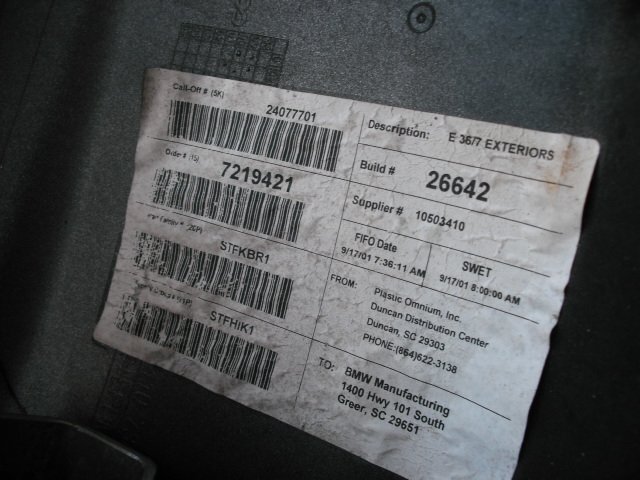 Call-Off # (5K)
24077701
Order # (15)
7219421
Family #
STFKBR1
STFHIK1
Description: E 36/7 EXTERIORS
Build # 26642
Supplier # 10503410
FIFO Date
9/17/01 7:36:11 AM
SWET
9/17/01 8:00:00 AM
FROM: Plastic Omnium, Inc.
Duncan Distribution Center
Duncan, SC 29303
PHONE:(864)622-3138
TO: BMW Manufacturing
1400 Hwy 101 South
Greer, SC 29651